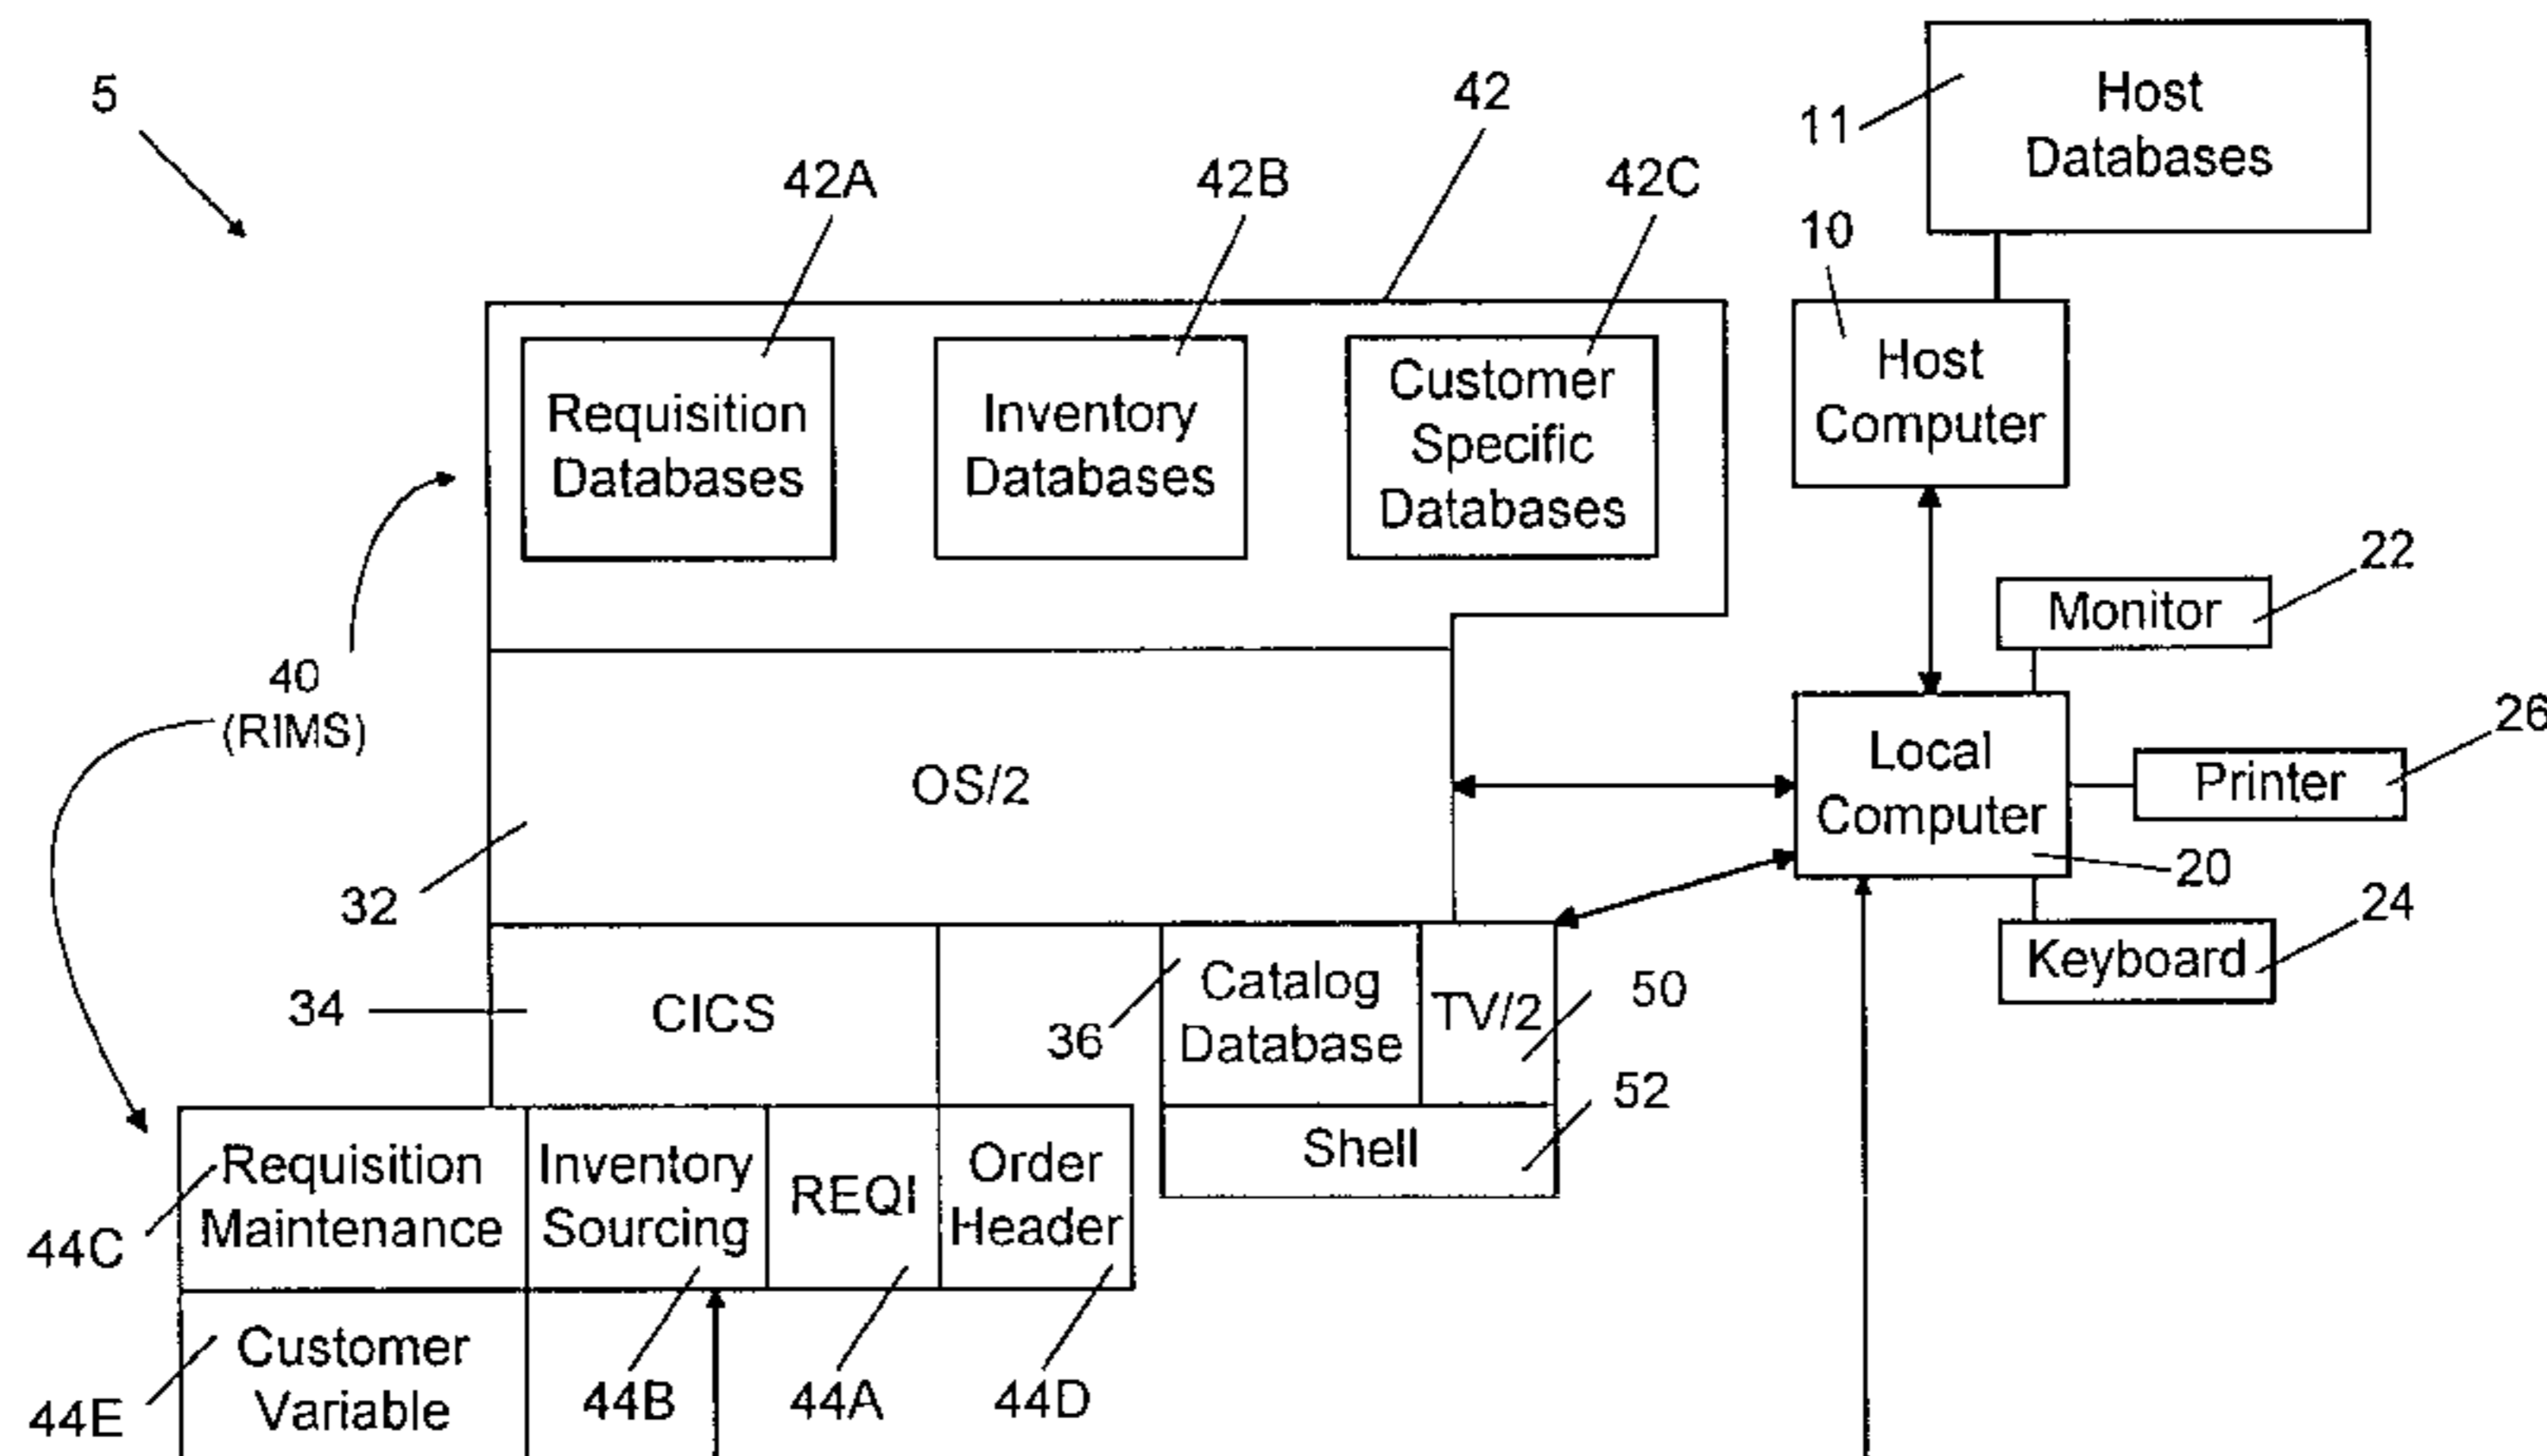 5
42
11
Host
Databases
42A
42B
42C
10
Requisition
Databases
Inventory
Databases
Customer
Specific
Databases
Host
Computer
22
Monitor
40
(RIMS)
OS/2
Local
Computer
26
Printer
32
20
24
Keyboard
34
CICS
36
Catalog
Database
TV/2
50
52
Shell
Requisition
Maintenance
Inventory
Sourcing
REQI
Order
Header
44C
Customer
Variable
44E
44B
44A
44D